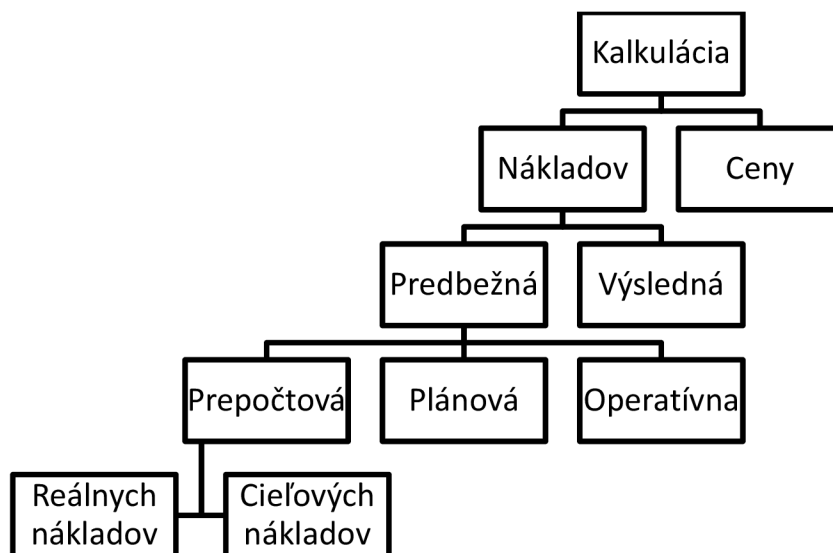 Kalkulácia
Nákladov
Ceny
Predbežná
Výsledná
Prepočtová
Plánová
Operatívna
Reálnych
nákladov
Cieľových
nákladov